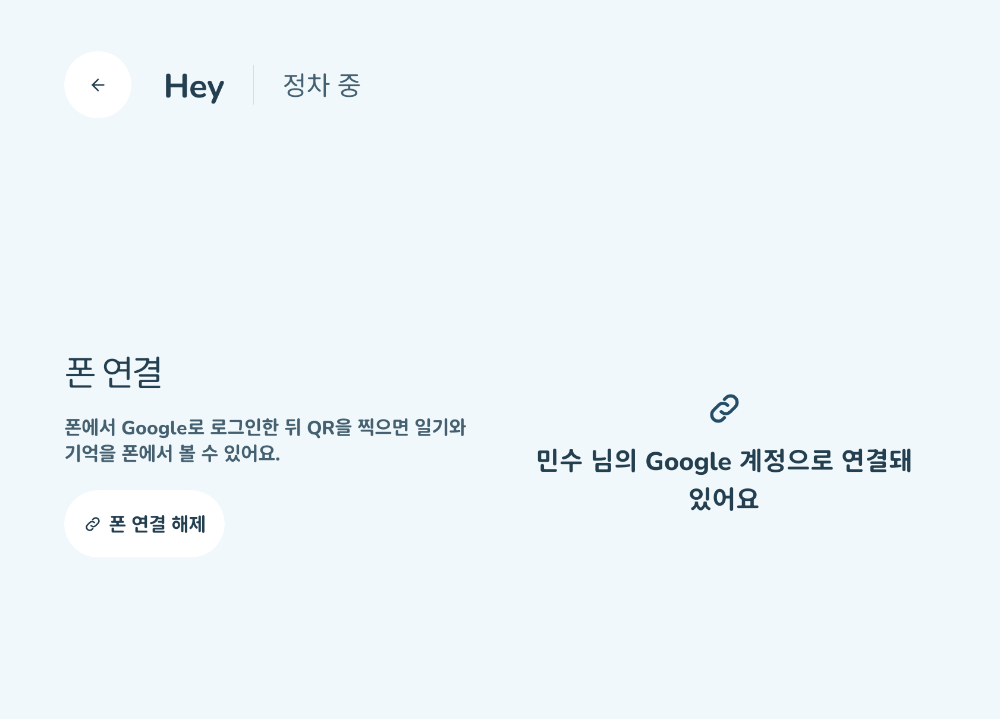 Hey
정차 중
폰 연결
폰에서 Google로 로그인한 뒤 QR을 찍으면 일기와
기억을 폰에서 볼 수 있어요.
폰 연결 해제
민수 님의 Google 계정으로 연결돼
있어요